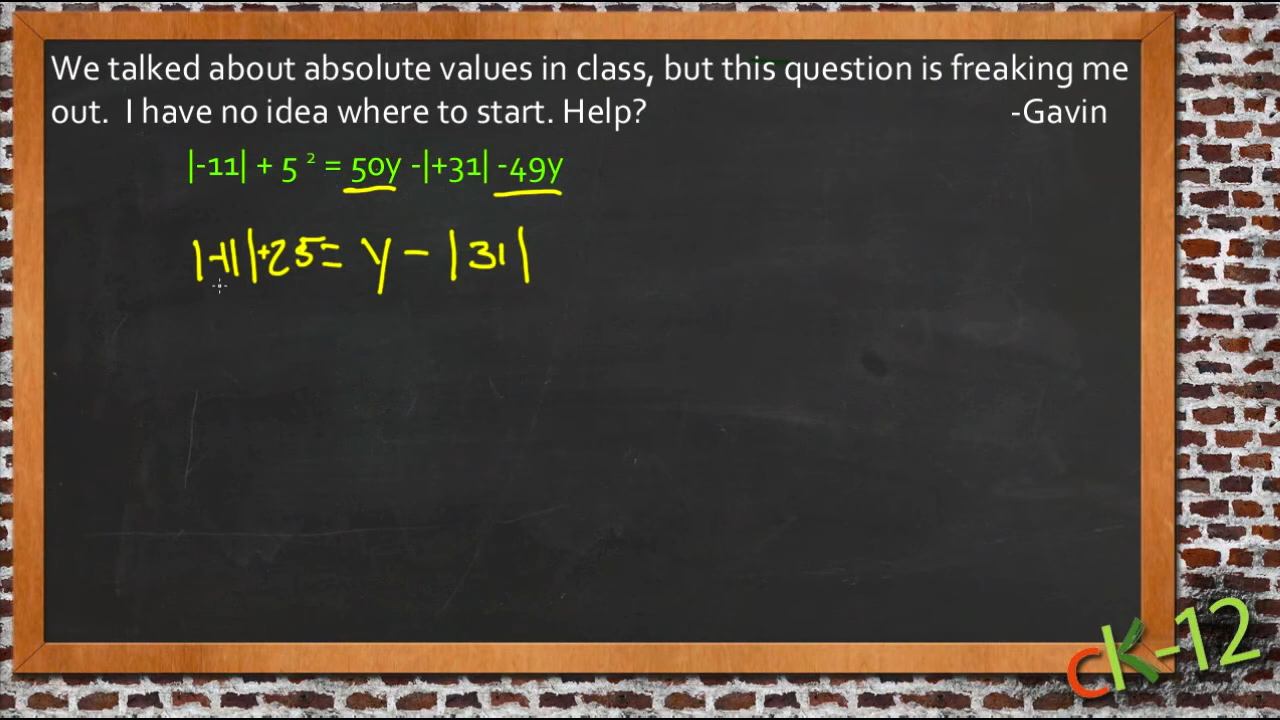 We talked about absolute values in class, but this question is freaking me
out. I have no idea where to start. Help? -Gavin
|-11| + 5 ² = 50y -|+31| -49y
|-11|+25= y - |31|
CK-12